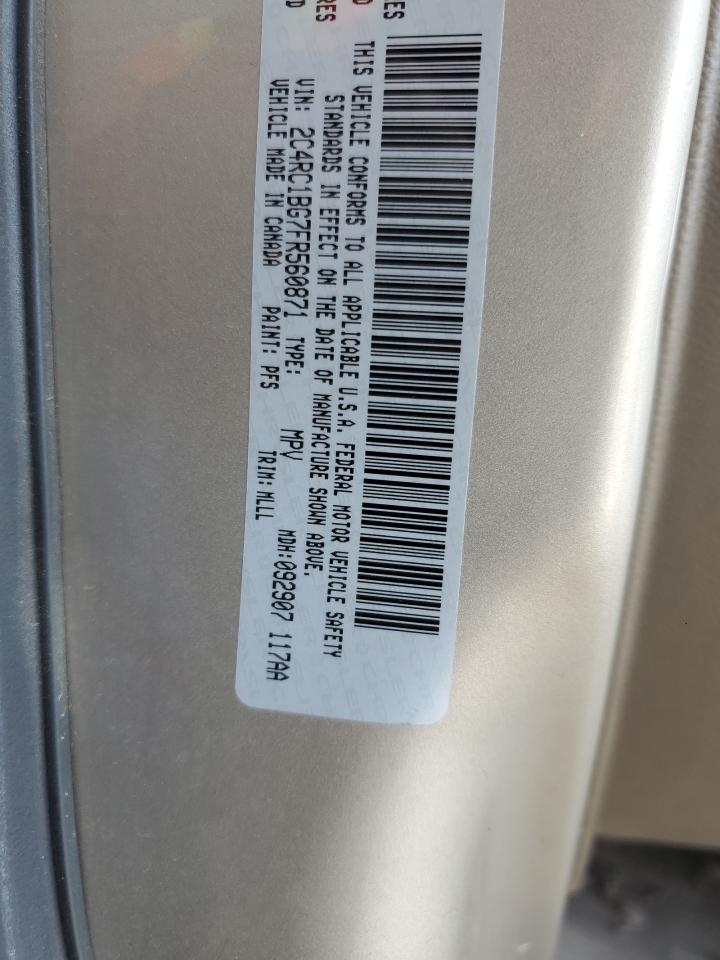 THIS VEHICLE CONFORMS TO ALL APPLICABLE U.S.A. FEDERAL MOTOR VEHICLE SAFETY
STANDARDS IN EFFECT ON THE DATE OF MANUFACTURE SHOWN ABOVE.
VIN: 2C4RC1BG7FR560871 TYPE: MPV MDH:092907 117AA
VEHICLE MADE IN CANADA PAINT: PFS TRIM:MLLL